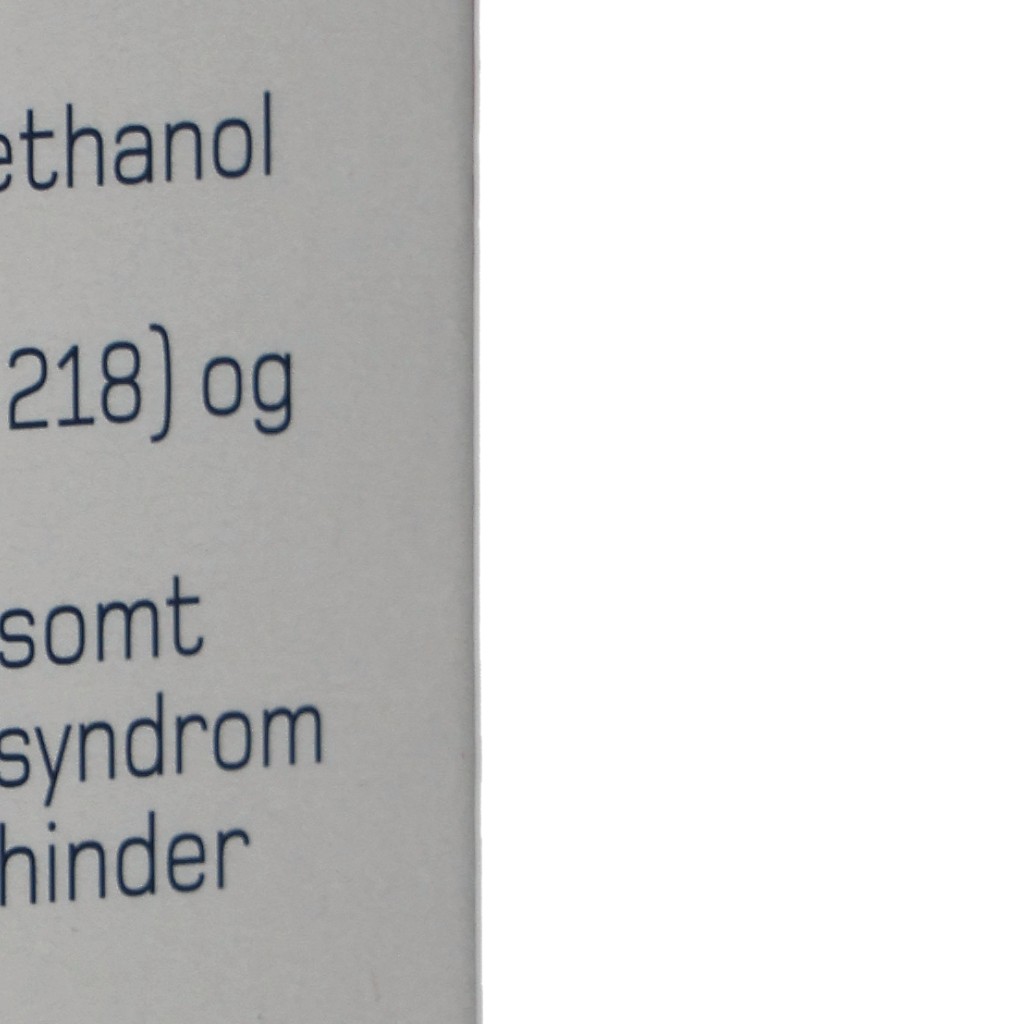 ethanol
218) og
somt
syndrom
hinder